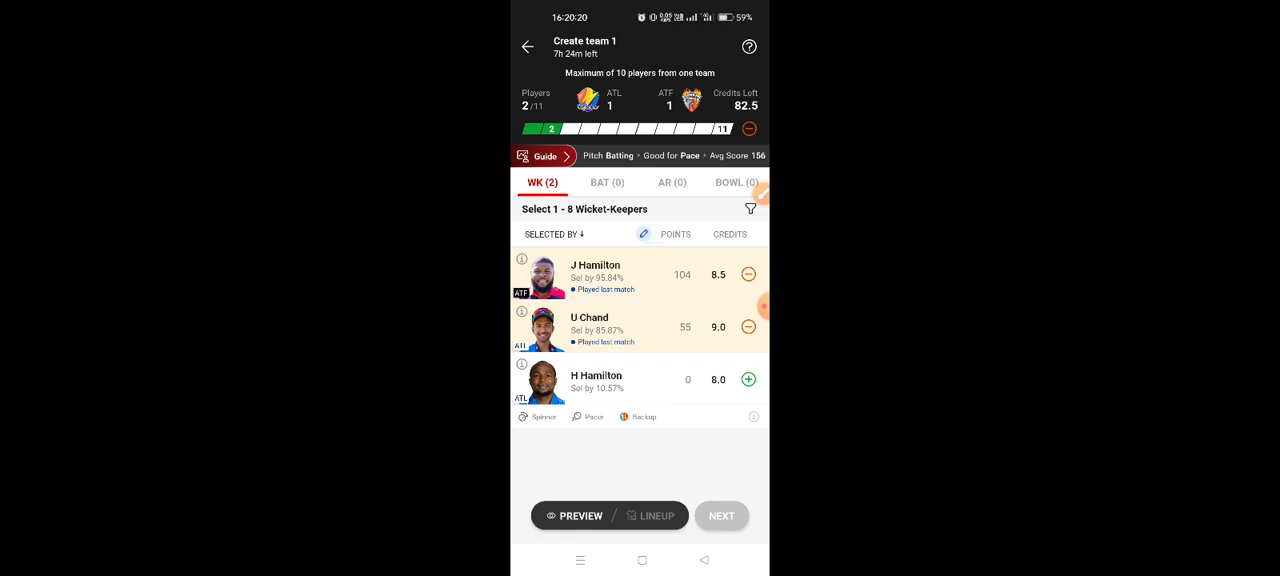 16:20:20 59%
Create team 1
7h 24m left
Maximum of 10 players from one team
Players ATL ATF Credits Left
2/11 1 1 82.5
2 11
Guide Pitch Batting • Good for Pace • Avg Score 156
WK (2) BAT (0) AR (0) BOWL (0)
Select 1 - 8 Wicket-Keepers
SELECTED BY ↓ POINTS CREDITS
J Hamilton
Sel by 95.84% 104 8.5
Played last match
ATF
U Chand
Sel by 85.87% 55 9.0
Played last match
ATL
H Hamilton
Sel by 10.57% 0 8.0
ATL
Spinner Pacer Backup
PREVIEW / LINEUP NEXT